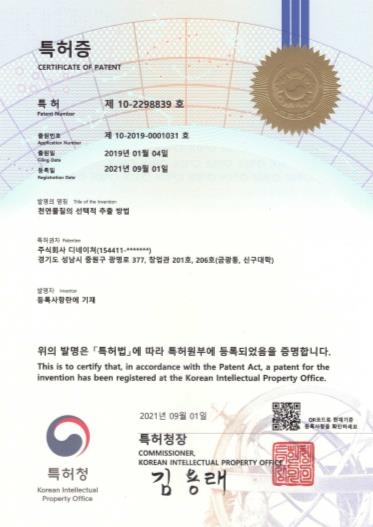 특허증
CERTIFICATE OF PATENT
특 허 제 10-2298839 호
Patent Number
출원번호 제 10-2019-0001031 호
Application Number
출원일 2019년 01월 04일
Filing Date
등록일 2021년 09월 01일
Registration Date
발명의 명칭 Title of the Invention
천연물질의 선택적 추출 방법
특허권자 Patentee
주식회사 디네이쳐(154411-*******)
경기도 성남시 중원구 광명로 377, 창업관 201호, 206호(금광동, 신구대학)
발명자 Inventor
등록사항란에 기재
위의 발명은 「특허법」에 따라 특허원부에 등록되었음을 증명합니다.
This is to certify that, in accordance with the Patent Act, a patent for the
invention has been registered at the Korean Intellectual Property Office.
2021년 09월 01일
QR코드로 현재기준
등록사항을 확인하세요
특허청장
COMMISSIONER,
KOREAN INTELLECTUAL PROPERTY OFFICE
김용래
특허청
Korean Intellectual
Property Office